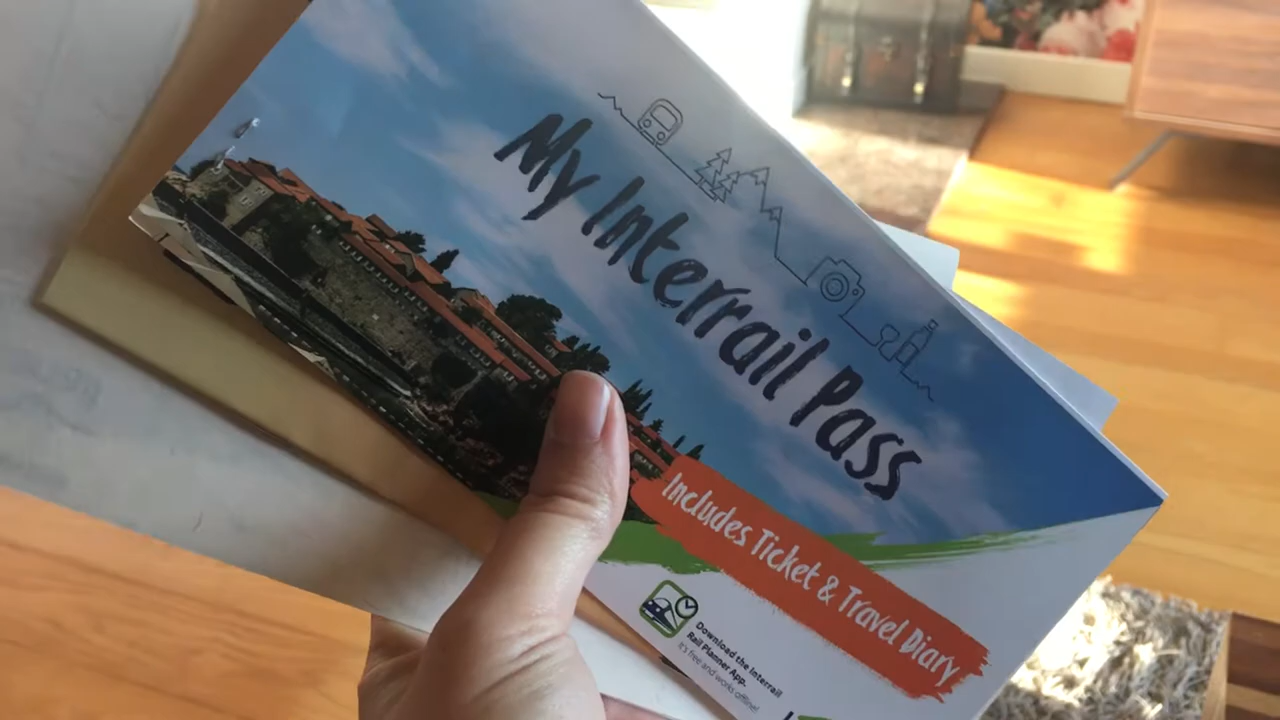 My Interrail Pass
Includes Ticket & Travel Diary
Download the Interrail
Rail Planner App.
It's free and works offline!